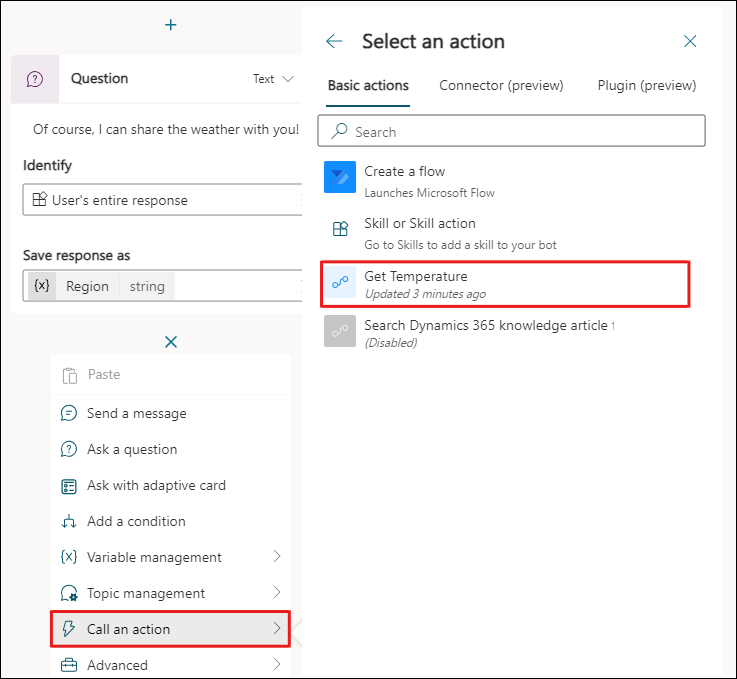 Question
Text
Of course, I can share the weather with you!
Identify
User's entire response
Save response as
{x} Region string
Paste
Send a message
Ask a question
Ask with adaptive card
Add a condition
{x} Variable management
Topic management
Call an action
Advanced
Select an action
Basic actions
Connector (preview)
Plugin (preview)
Search
Create a flow
Launches Microsoft Flow
Skill or Skill action
Go to Skills to add a skill to your bot
Get Temperature
Updated 3 minutes ago
Search Dynamics 365 knowledge article
(Disabled)